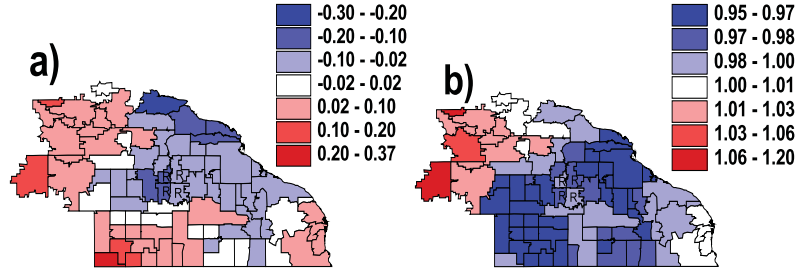 a)
-0.30 - -0.20
-0.20 - -0.10
-0.10 - -0.02
-0.02 - 0.02
0.02 - 0.10
0.10 - 0.20
0.20 - 0.37
R R
R R
b)
0.95 - 0.97
0.97 - 0.98
0.98 - 1.00
1.00 - 1.01
1.01 - 1.03
1.03 - 1.06
1.06 - 1.20
R R
R R